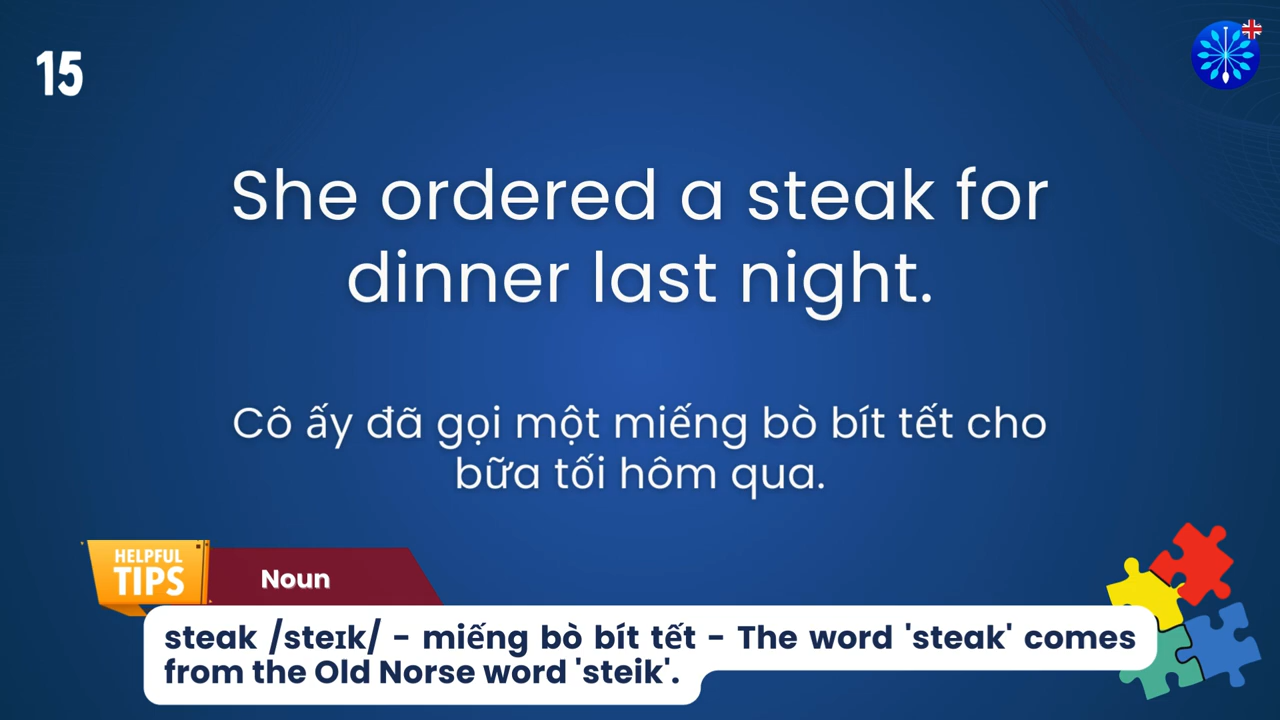 15
She ordered a steak for
dinner last night.
Cô ấy đã gọi một miếng bò bít tết cho
bữa tối hôm qua.
HELPFUL
TIPS
Noun
steak /steɪk/ - miếng bò bít tết - The word 'steak' comes
from the Old Norse word 'steik'.